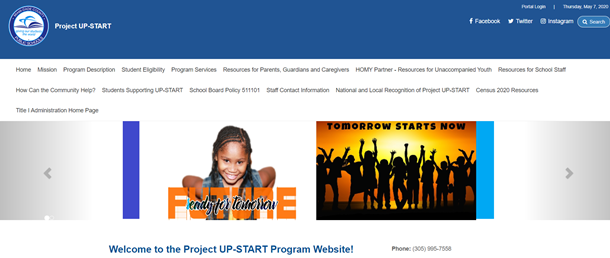 Portal Login | Thursday, May 7, 2020
Project UP-START
Facebook Twitter Instagram Search
Home Mission Program Description Student Eligibility Program Services Resources for Parents, Guardians and Caregivers HOMY Partner - Resources for Unaccompanied Youth Resources for School Staff
How Can the Community Help? Students Supporting UP-START School Board Policy 511101 Staff Contact Information National and Local Recognition of Project UP-START Census 2020 Resources
Title I Administration Home Page
TOMORROW STARTS NOW
FUTURE
Ready for tomorrow
Welcome to the Project UP-START Program Website!
Phone: (305) 995-7558